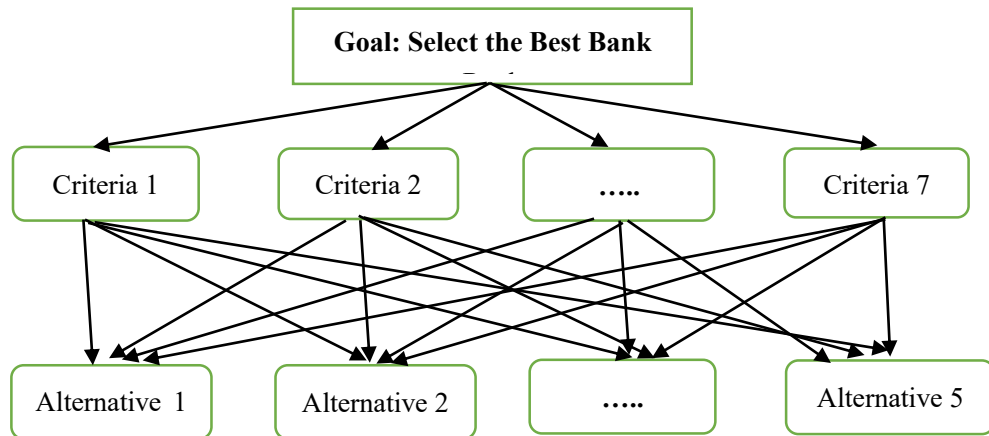 Goal: Select the Best Bank
Criteria 1
Criteria 2
…..
Criteria 7
Alternative 1
Alternative 2
…..
Alternative 5